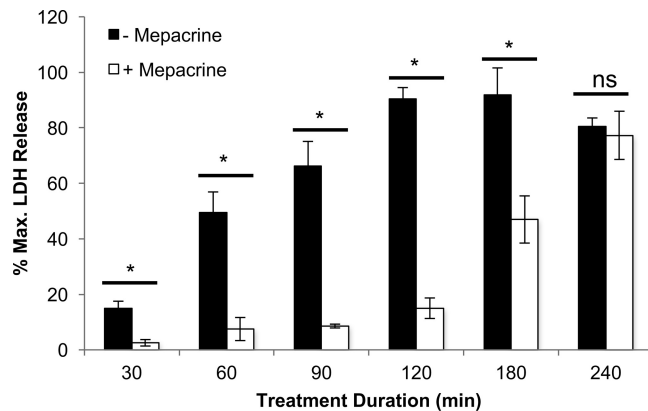 % Max. LDH Release
120
100
80
60
40
20
0
- Mepacrine
+ Mepacrine
*
*
*
*
*
ns
30 60 90 120 180 240
Treatment Duration (min)